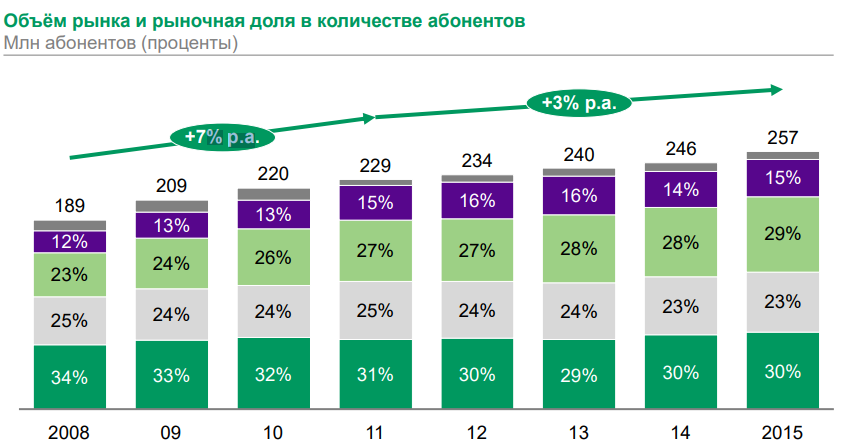 Объём рынка и рыночная доля в количестве абонентов
Млн абонентов (проценты)
+7% p.a.
+3% p.a.
189 209 220 229 234 240 246 257
12% 13% 13% 15% 16% 16% 14% 15%
23% 24% 26% 27% 27% 28% 28% 29%
25% 24% 24% 25% 24% 24% 23% 23%
34% 33% 32% 31% 30% 29% 30% 30%
2008 09 10 11 12 13 14 2015